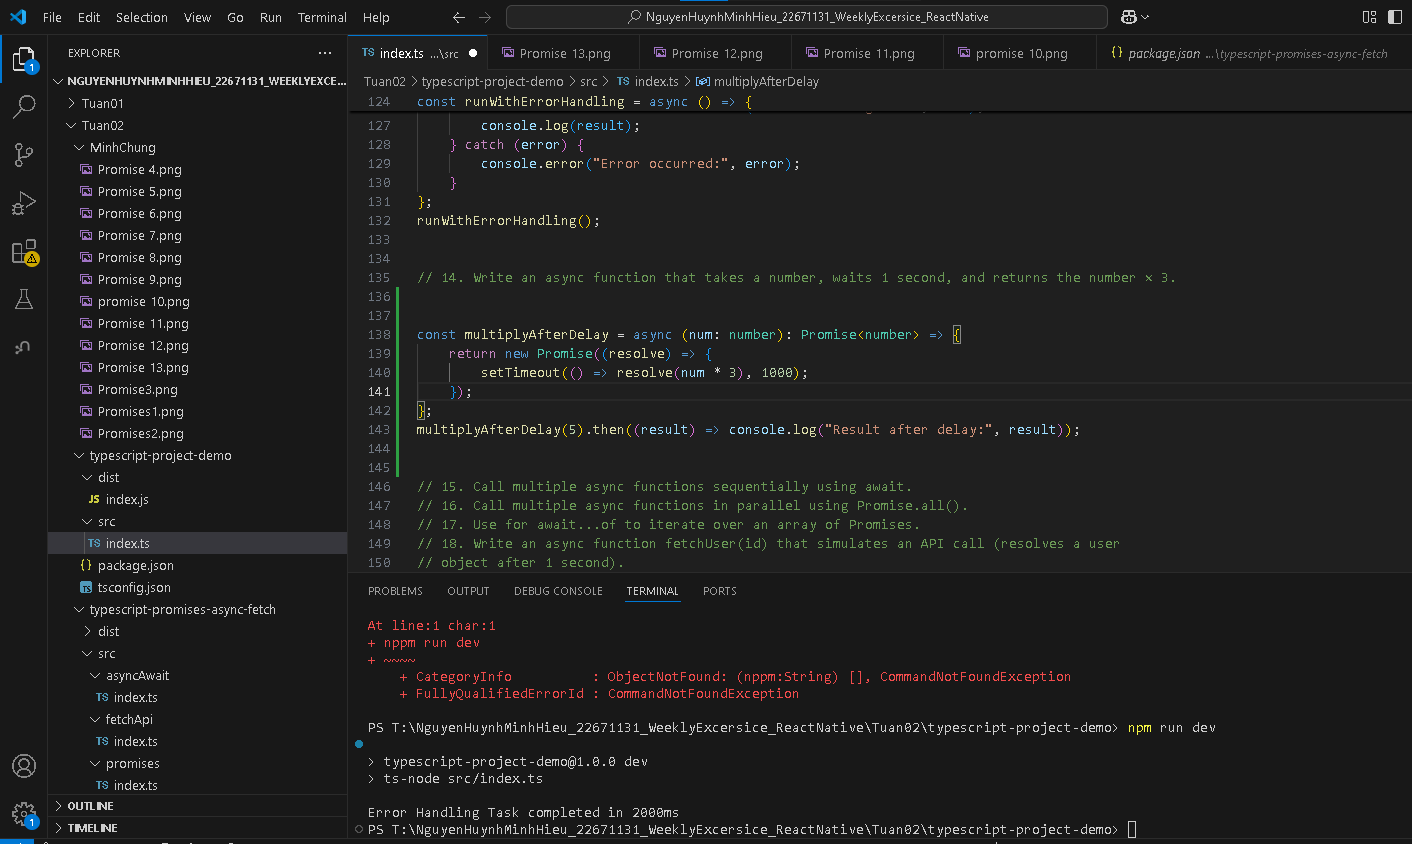 File Edit Selection View Go Run Terminal Help
NguyenHuynhMinhHieu_22671131_WeeklyExcersice_ReactNative
EXPLORER
NGUYENHUYNHMINHHIEU_22671131_WEEKLYEXCE...
Tuan01
Tuan02
MinhChung
Promise 4.png
Promise 5.png
Promise 6.png
Promise 7.png
Promise 8.png
Promise 9.png
promise 10.png
Promise 11.png
Promise 12.png
Promise 13.png
Promise3.png
Promises1.png
Promises2.png
typescript-project-demo
dist
JS index.js
src
TS index.ts
{} package.json
TS tsconfig.json
typescript-promises-async-fetch
dist
src
asyncAwait
TS index.ts
fetchApi
TS index.ts
promises
TS index.ts
OUTLINE
TIMELINE
1
1
TS index.ts ...\src ● Promise 13.png Promise 12.png Promise 11.png promise 10.png {} package.json ...\typescript-promises-async-fetch
Tuan02 > typescript-project-demo > src > TS index.ts > multiplyAfterDelay
124 const runWithErrorHandling = async () => {
127 console.log(result);
128 } catch (error) {
129 console.error("Error occurred:", error);
130 }
131 };
132 runWithErrorHandling();
133
134
135 // 14. Write an async function that takes a number, waits 1 second, and returns the number × 3.
136
137
138 const multiplyAfterDelay = async (num: number): Promise<number> => {
139 return new Promise((resolve) => {
140 setTimeout(() => resolve(num * 3), 1000);
141 });
142 };
143 multiplyAfterDelay(5).then((result) => console.log("Result after delay:", result));
144
145
146 // 15. Call multiple async functions sequentially using await.
147 // 16. Call multiple async functions in parallel using Promise.all().
148 // 17. Use for await...of to iterate over an array of Promises.
149 // 18. Write an async function fetchUser(id) that simulates an API call (resolves a user
150 // object after 1 second).
PROBLEMS OUTPUT DEBUG CONSOLE TERMINAL PORTS
At line:1 char:1
+ nppm run dev
+ ~~~~
+ CategoryInfo : ObjectNotFound: (nppm:String) [], CommandNotFoundException
+ FullyQualifiedErrorId : CommandNotFoundException
PS T:\NguyenHuynhMinhHieu_22671131_WeeklyExcersice_ReactNative\Tuan02\typescript-project-demo> npm run dev
> typescript-project-demo@1.0.0 dev
> ts-node src/index.ts
Error Handling Task completed in 2000ms
PS T:\NguyenHuynhMinhHieu_22671131_WeeklyExcersice_ReactNative\Tuan02\typescript-project-demo>